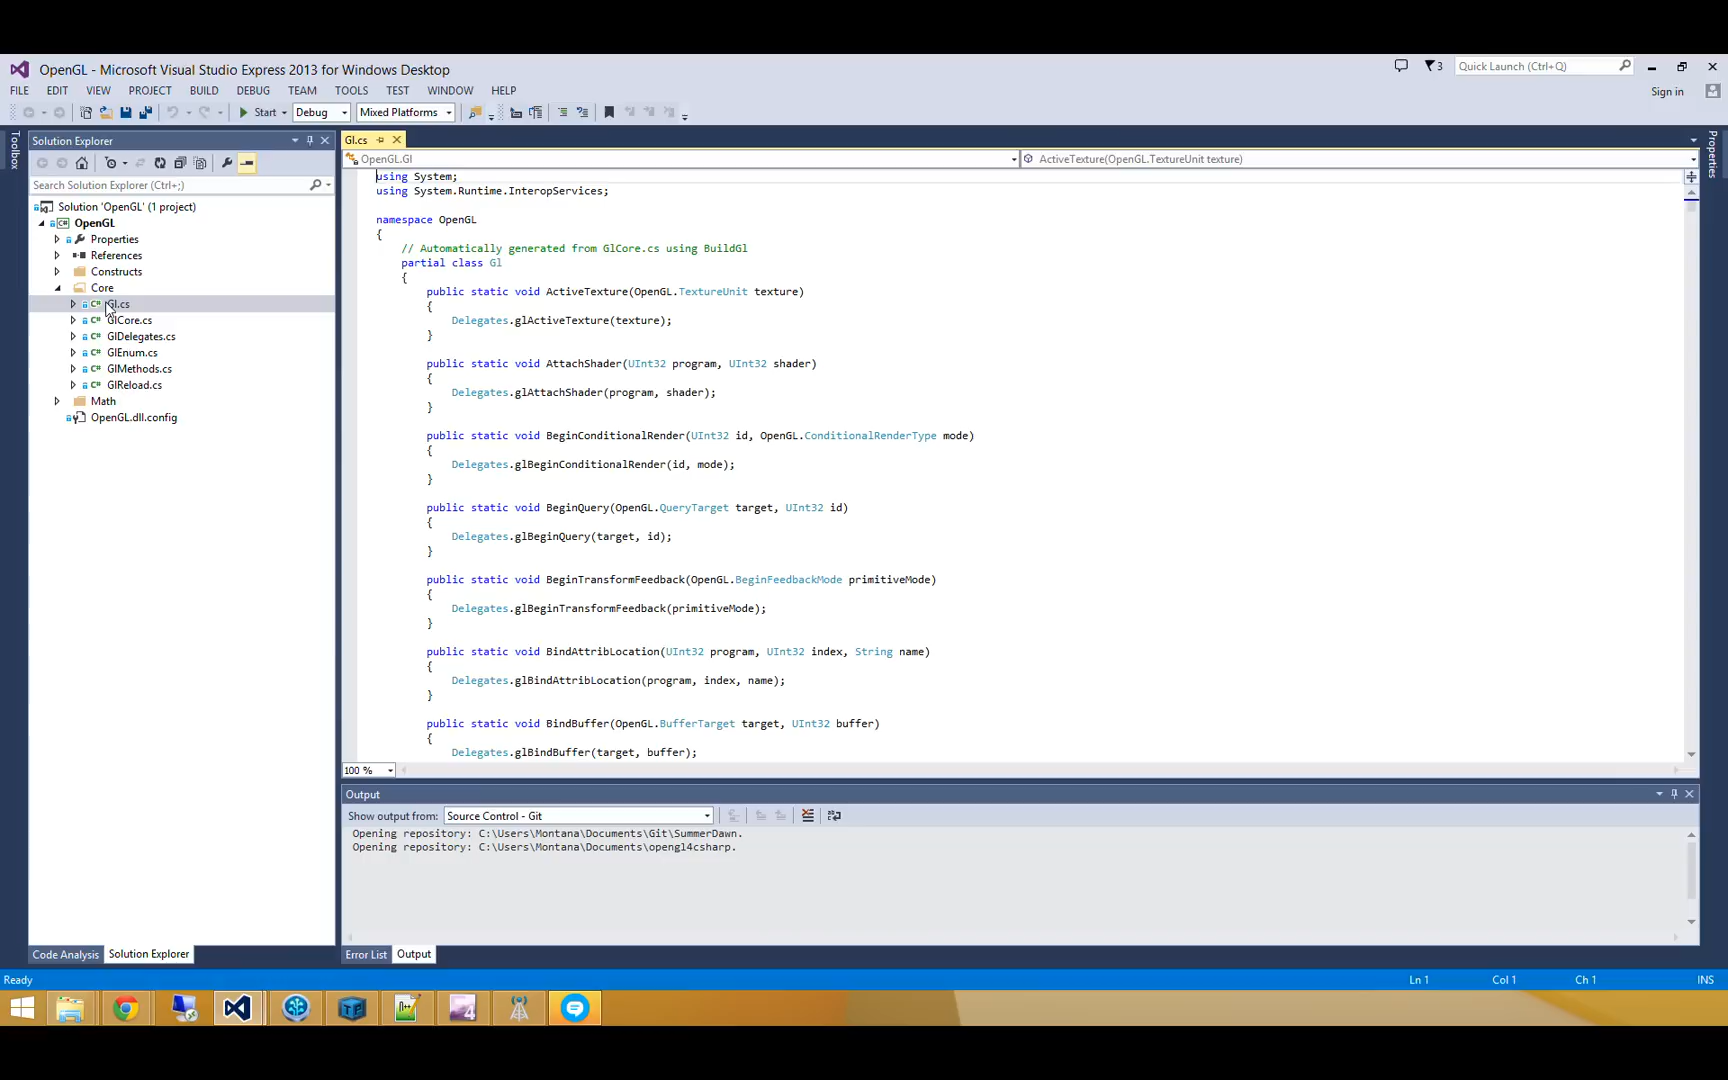 OpenGL - Microsoft Visual Studio Express 2013 for Windows Desktop
3
Quick Launch (Ctrl+Q)
FILE EDIT VIEW PROJECT BUILD DEBUG TEAM TOOLS TEST WINDOW HELP
Sign in
Start Debug Mixed Platforms
Toolbox
Solution Explorer
Search Solution Explorer (Ctrl+;)
Solution 'OpenGL' (1 project)
C# OpenGL
Properties
References
Constructs
Core
C# Gl.cs
C# GlCore.cs
C# GlDelegates.cs
C# GlEnum.cs
C# GlMethods.cs
C# GlReload.cs
Math
OpenGL.dll.config
Code Analysis Solution Explorer
Gl.cs
OpenGL.Gl ActiveTexture(OpenGL.TextureUnit texture)
using System;
using System.Runtime.InteropServices;
namespace OpenGL
{
// Automatically generated from GlCore.cs using BuildGl
partial class Gl
{
public static void ActiveTexture(OpenGL.TextureUnit texture)
{
Delegates.glActiveTexture(texture);
}
public static void AttachShader(UInt32 program, UInt32 shader)
{
Delegates.glAttachShader(program, shader);
}
public static void BeginConditionalRender(UInt32 id, OpenGL.ConditionalRenderType mode)
{
Delegates.glBeginConditionalRender(id, mode);
}
public static void BeginQuery(OpenGL.QueryTarget target, UInt32 id)
{
Delegates.glBeginQuery(target, id);
}
public static void BeginTransformFeedback(OpenGL.BeginFeedbackMode primitiveMode)
{
Delegates.glBeginTransformFeedback(primitiveMode);
}
public static void BindAttribLocation(UInt32 program, UInt32 index, String name)
{
Delegates.glBindAttribLocation(program, index, name);
}
public static void BindBuffer(OpenGL.BufferTarget target, UInt32 buffer)
{
Delegates.glBindBuffer(target, buffer);
100 %
Properties
Output
Show output from: Source Control - Git
Opening repository: C:\Users\Montana\Documents\Git\SummerDawn.
Opening repository: C:\Users\Montana\Documents\opengl4csharp.
Error List Output
Ready Ln 1 Col 1 Ch 1 INS
4